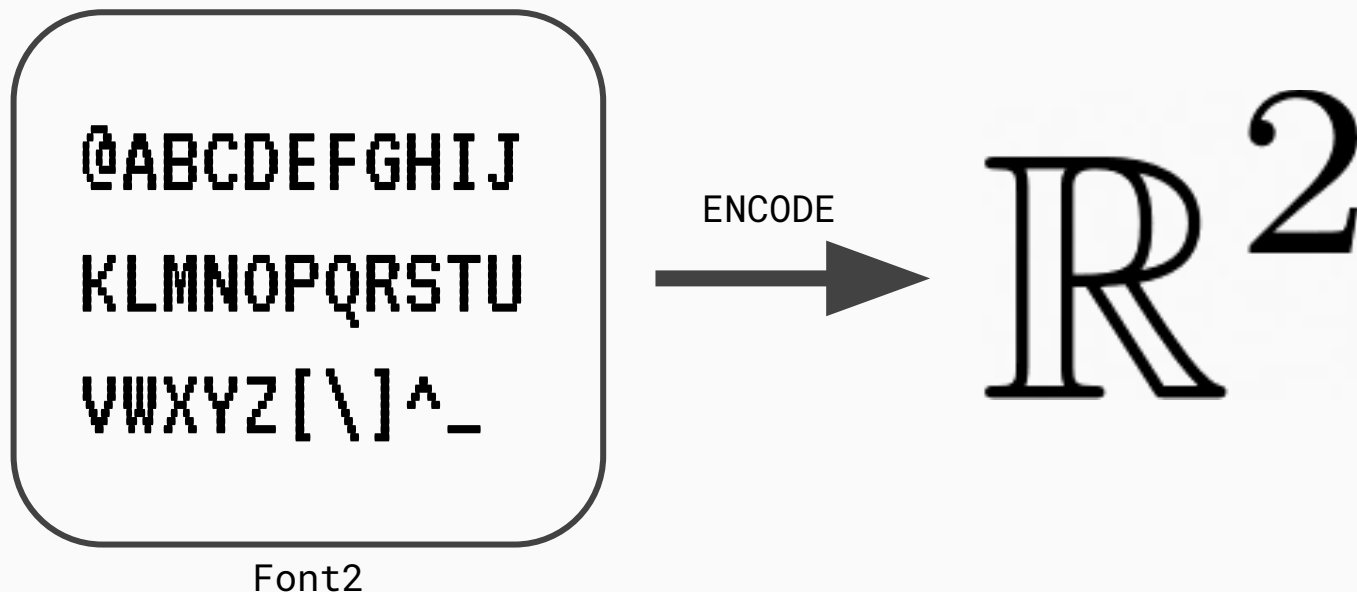 @ABCDEFGHIJ
KLMNOPQRSTU
VWXYZ[\]^_
ENCODE
ℝ²
Font2